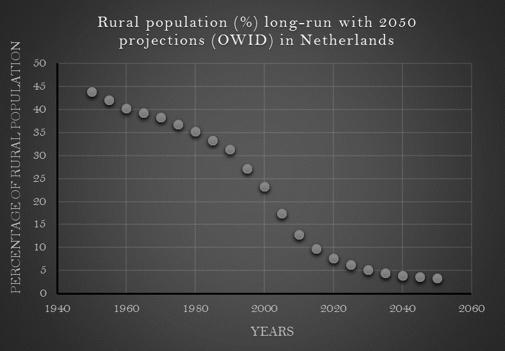 Rural population (%) long-run with 2050
projections (OWID) in Netherlands
PERCENTAGE OF RURAL POPULATION
50
45
40
35
30
25
20
15
10
5
0
1940 1960 1980 2000 2020 2040 2060
YEARS